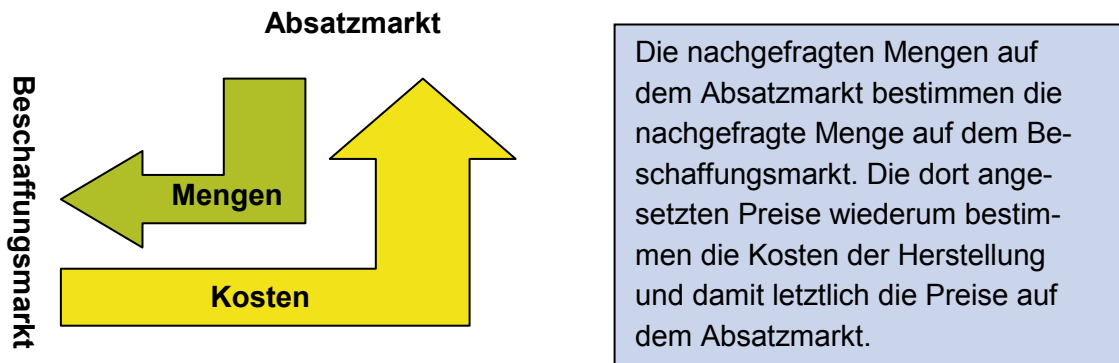 Absatzmarkt
Beschaffungsmarkt
Mengen
Kosten
Die nachgefragten Mengen auf
dem Absatzmarkt bestimmen die
nachgefragte Menge auf dem Be-
schaffungsmarkt. Die dort ange-
setzten Preise wiederum bestim-
men die Kosten der Herstellung
und damit letztlich die Preise auf
dem Absatzmarkt.